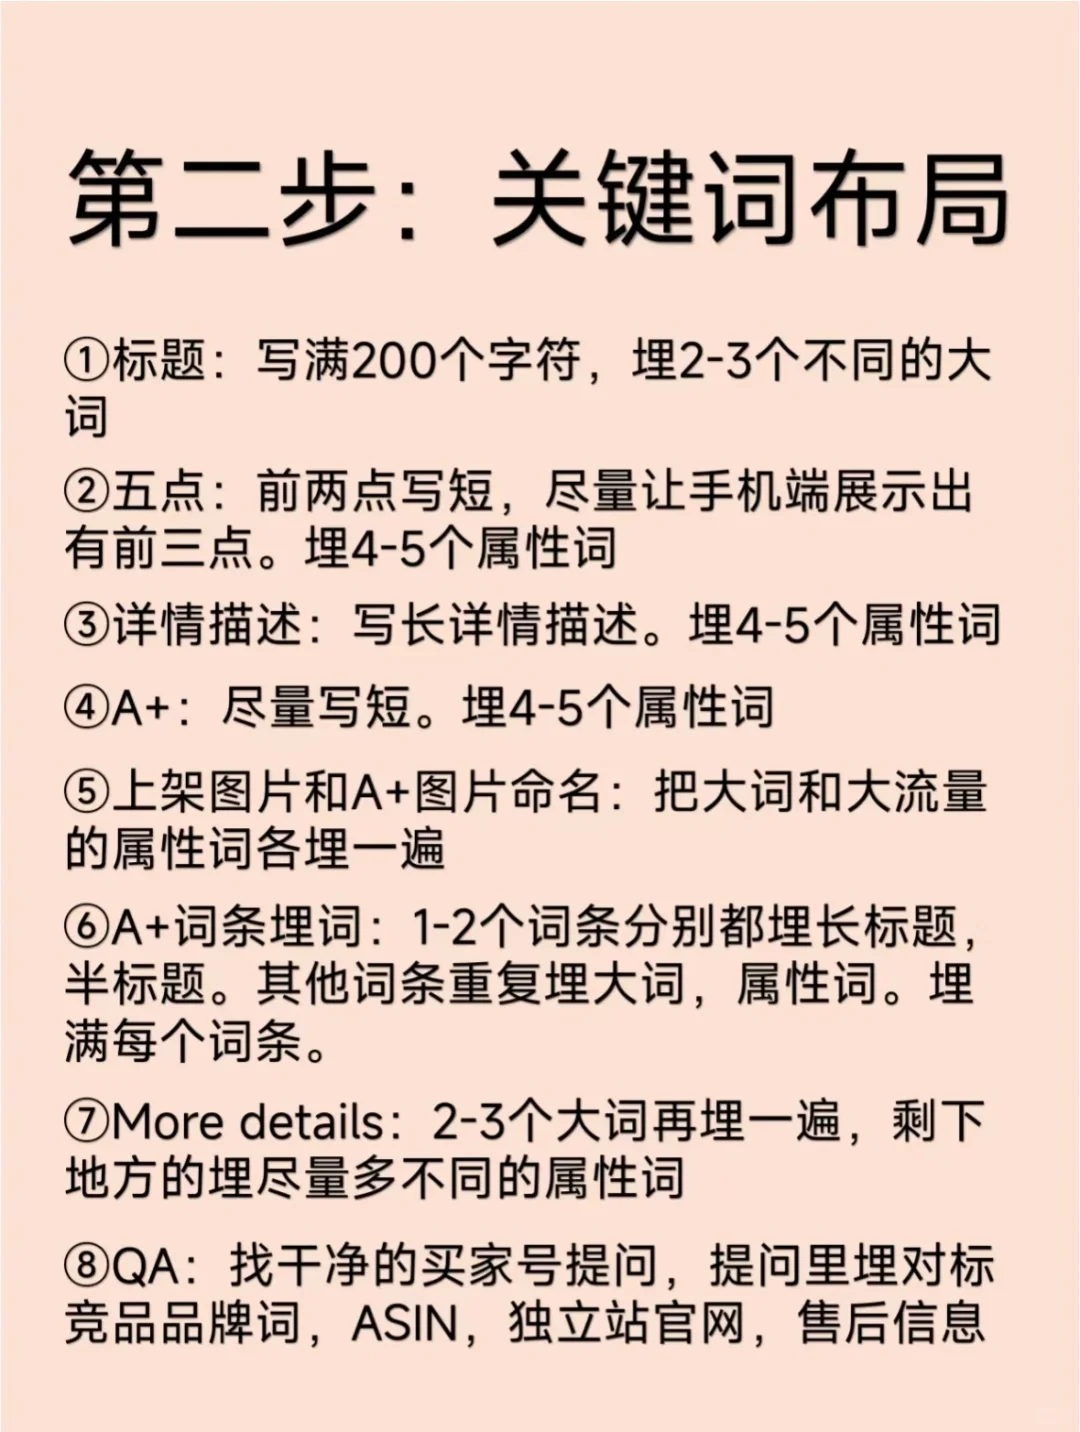 第二步：关键词布局
①标题：写满200个字符，埋2-3个不同的大
词
②五点：前两点写短，尽量让手机端展示出
有前三点。埋4-5个属性词
③详情描述：写长详情描述。埋4-5个属性词
④A+：尽量写短。埋4-5个属性词
⑤上架图片和A+图片命名：把大词和大流量
的属性词各埋一遍
⑥A+词条埋词：1-2个词条分别都埋长标题，
半标题。其他词条重复埋大词，属性词。埋
满每个词条。
⑦More details：2-3个大词再埋一遍，剩下
地方的埋尽量多不同的属性词
⑧QA：找干净的买家号提问，提问里埋对标
竞品品牌词，ASIN，独立站官网，售后信息